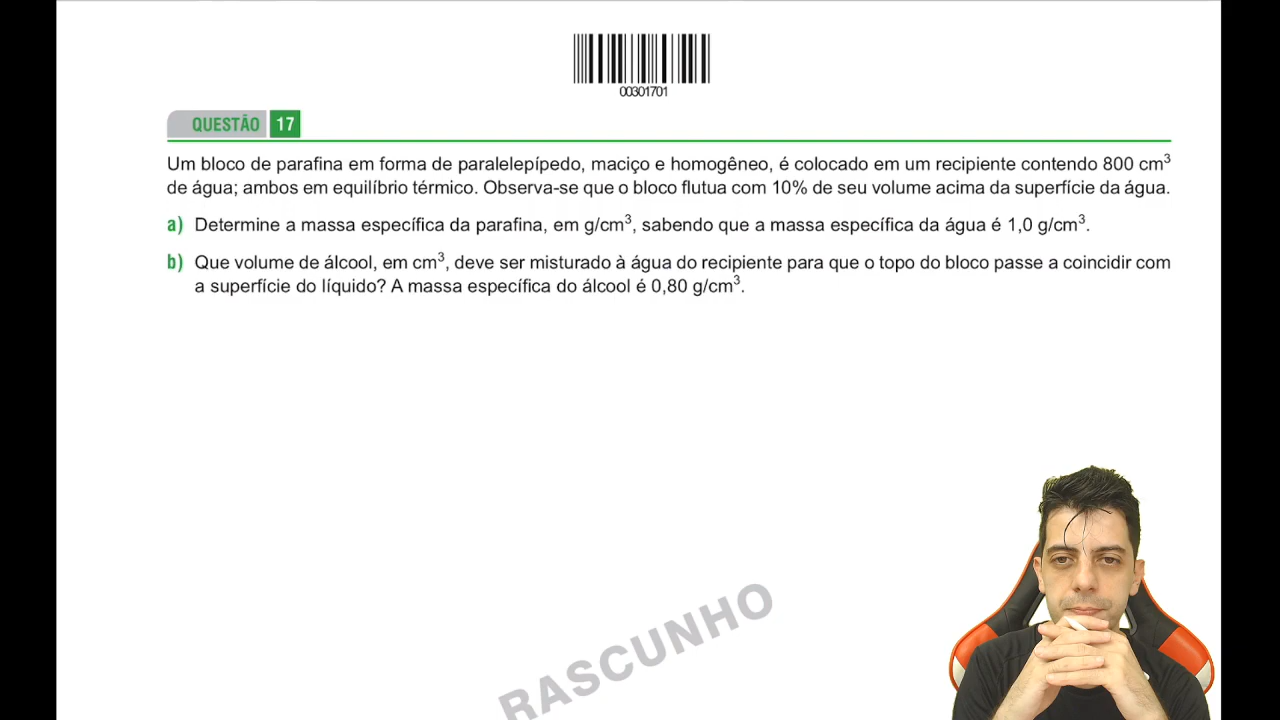 00301701
QUESTÃO 17
Um bloco de parafina em forma de paralelepípedo, maciço e homogêneo, é colocado em um recipiente contendo 800 cm³
de água; ambos em equilíbrio térmico. Observa-se que o bloco flutua com 10% de seu volume acima da superfície da água.
a) Determine a massa específica da parafina, em g/cm³, sabendo que a massa específica da água é 1,0 g/cm³.
b) Que volume de álcool, em cm³, deve ser misturado à água do recipiente para que o topo do bloco passe a coincidir com
a superfície do líquido? A massa específica do álcool é 0,80 g/cm³.
RASCUNHO